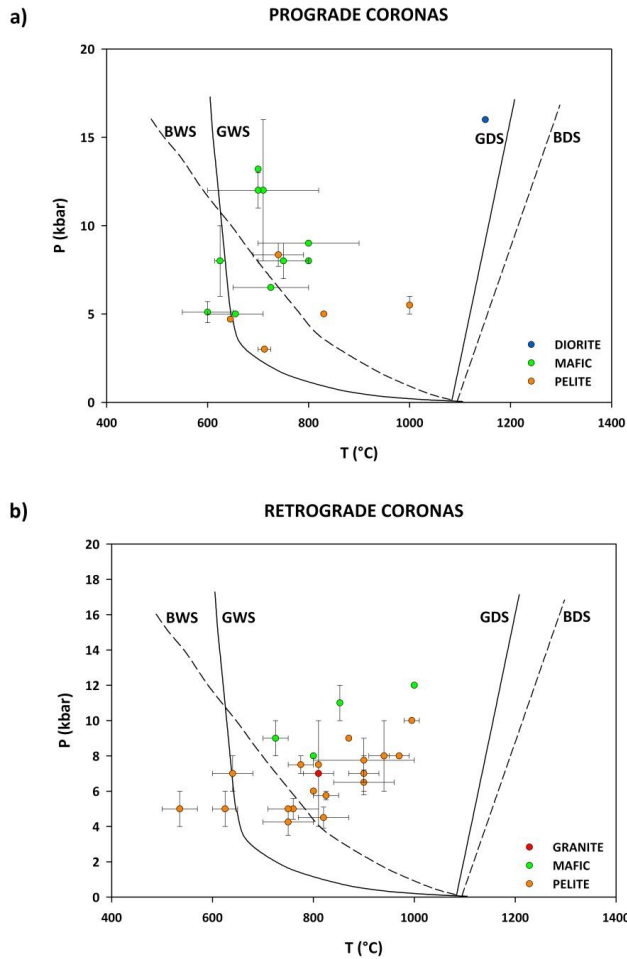 a)
PROGRADE CORONAS
20
15
10
5
0
P (kbar)
BWS
GWS
GDS
BDS
DIORITE
MAFIC
PELITE
400 600 800 1000 1200 1400
T (°C)
b)
RETROGRADE CORONAS
20
18
16
14
12
10
8
6
4
2
0
P (kbar)
BWS
GWS
GDS
BDS
GRANITE
MAFIC
PELITE
400 600 800 1000 1200 1400
T (°C)